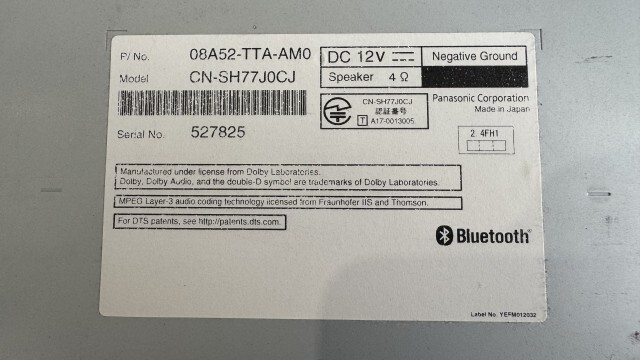 F/ No. 08A52-TTA-AM0
Model CN-SH77J0CJ
Serial No. 527825
DC 12V Negative Ground
Speaker 4 Ω
CN-SH77J0CJ
認証番号
T A17-0013005
Panasonic Corporation
Made in Japan
2.4FH1
Manufactured under license from Dolby Laboratories.
Dolby, Dolby Audio, and the double-D symbol are trademarks of Dolby Laboratories.
MPEG Layer-3 audio coding technology licensed from Fraunhofer IIS and Thomson.
For DTS patents, see http://patents.dts.com.
Bluetooth®
Label No. YEFM012032